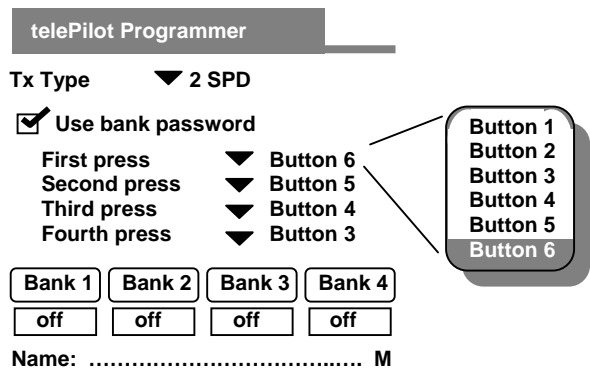 telePilot Programmer
Tx Type 2 SPD
Use bank password
First press Button 6
Second press Button 5
Third press Button 4
Fourth press Button 3
Button 1
Button 2
Button 3
Button 4
Button 5
Button 6
Bank 1 Bank 2 Bank 3 Bank 4
off off off off
Name: …………………………….…. M